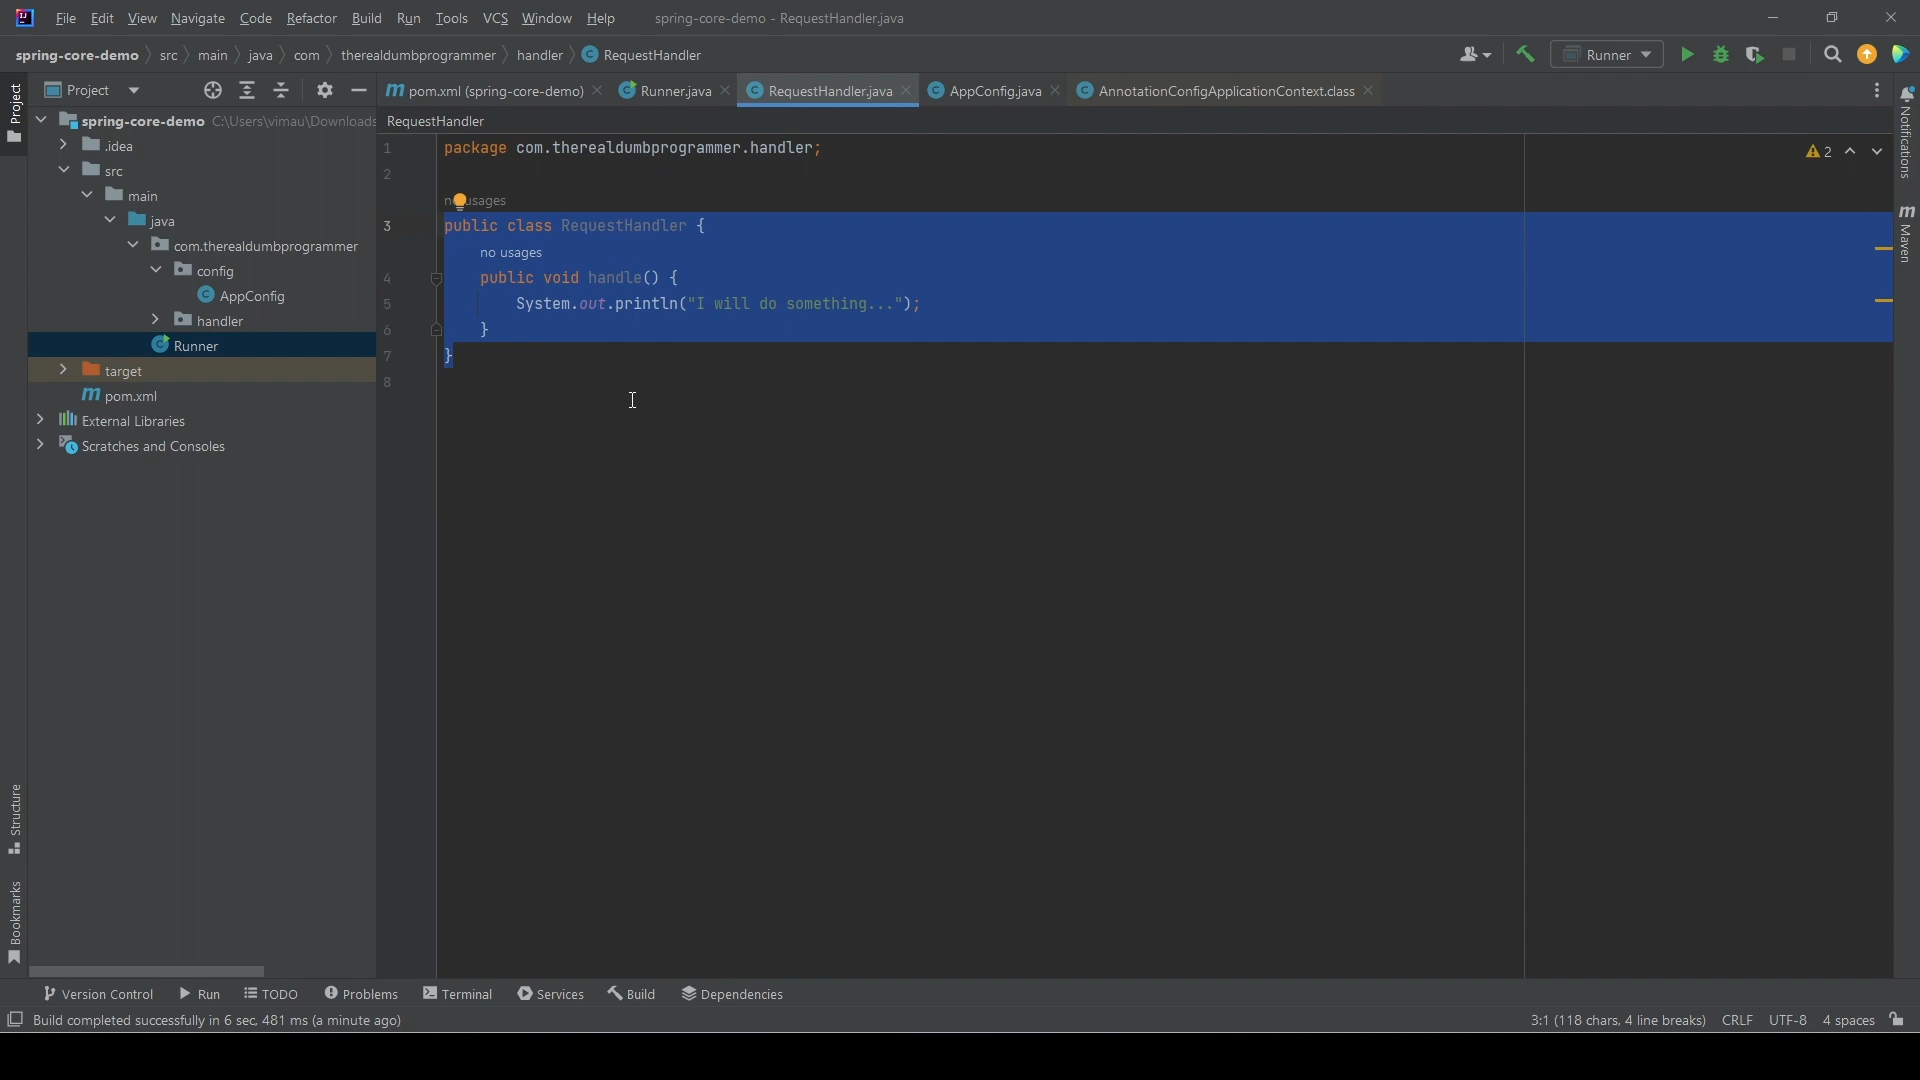 File Edit View Navigate Code Refactor Build Run Tools VCS Window Help spring-core-demo - RequestHandler.java
spring-core-demo src main java com therealdumbprogrammer handler RequestHandler Runner
Project
pom.xml (spring-core-demo) Runner.java RequestHandler.java AppConfig.java AnnotationConfigApplicationContext.class
Project
Notifications
Maven
Structure
Bookmarks
spring-core-demo C:\Users\vimau\Downloads
.idea
src
main
java
com.therealdumbprogrammer
config
AppConfig
handler
Runner
target
pom.xml
External Libraries
Scratches and Consoles
RequestHandler
1 package com.therealdumbprogrammer.handler;
2
usages
3 public class RequestHandler {
no usages
4 public void handle() {
5 System.out.println("I will do something...");
6 }
7 }
8
2
Version Control Run TODO Problems Terminal Services Build Dependencies
Build completed successfully in 6 sec, 481 ms (a minute ago) 3:1 (118 chars, 4 line breaks) CRLF UTF-8 4 spaces